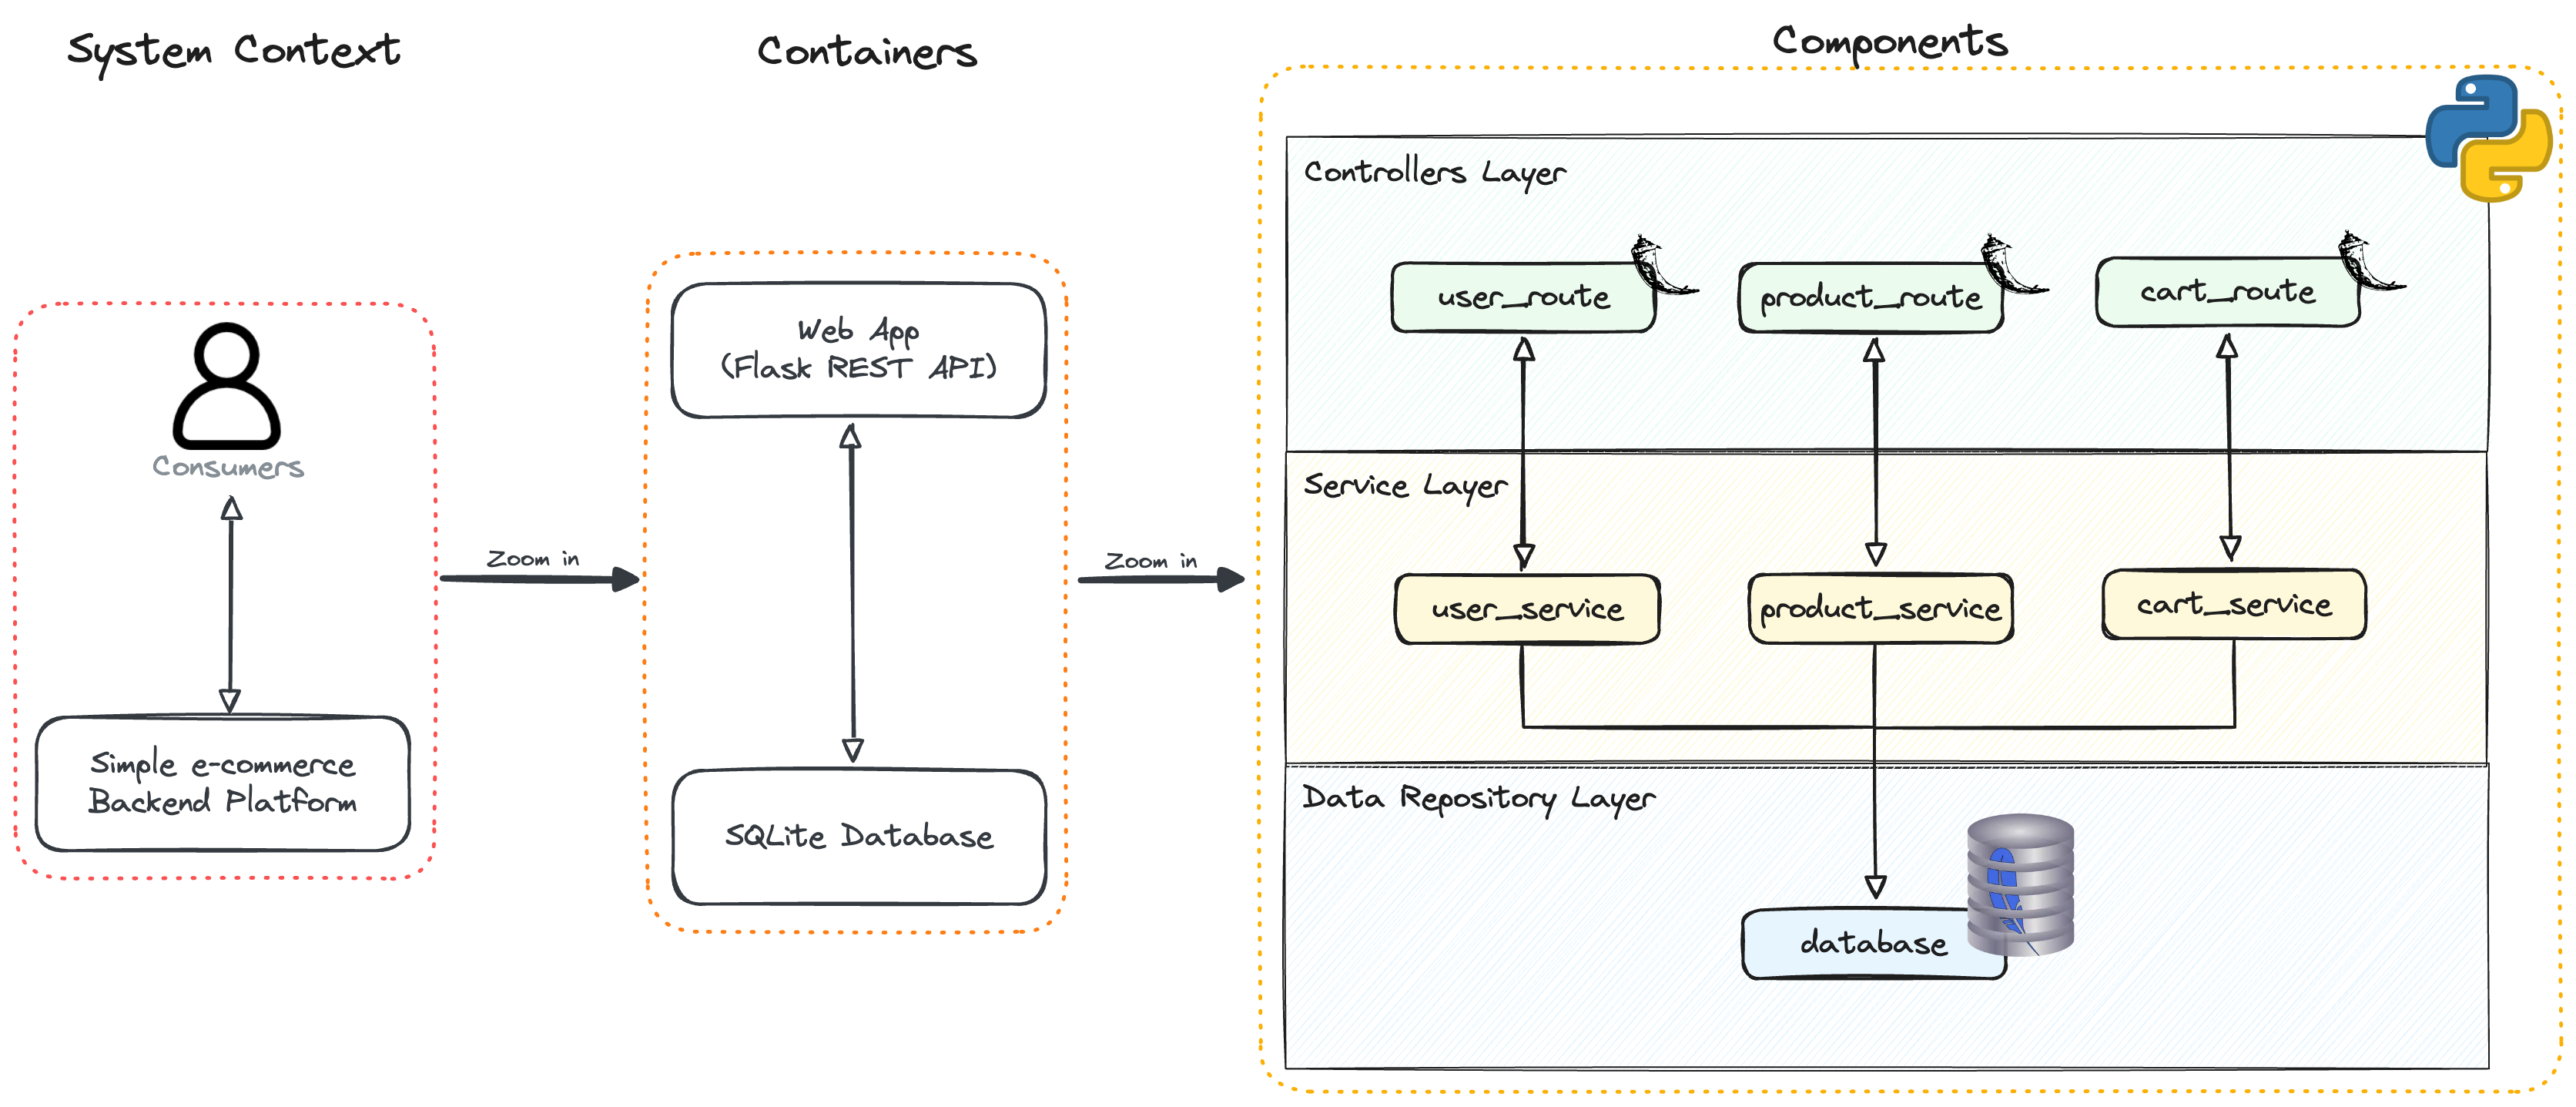 System Context
Consumers
Simple e-commerce
Backend Platform
Zoom in
Containers
Web App
(Flask REST API)
SQLite Database
Zoom in
Components
Controllers Layer
user_route
product_route
cart_route
Service Layer
user_service
product_service
cart_service
Data Repository Layer
database